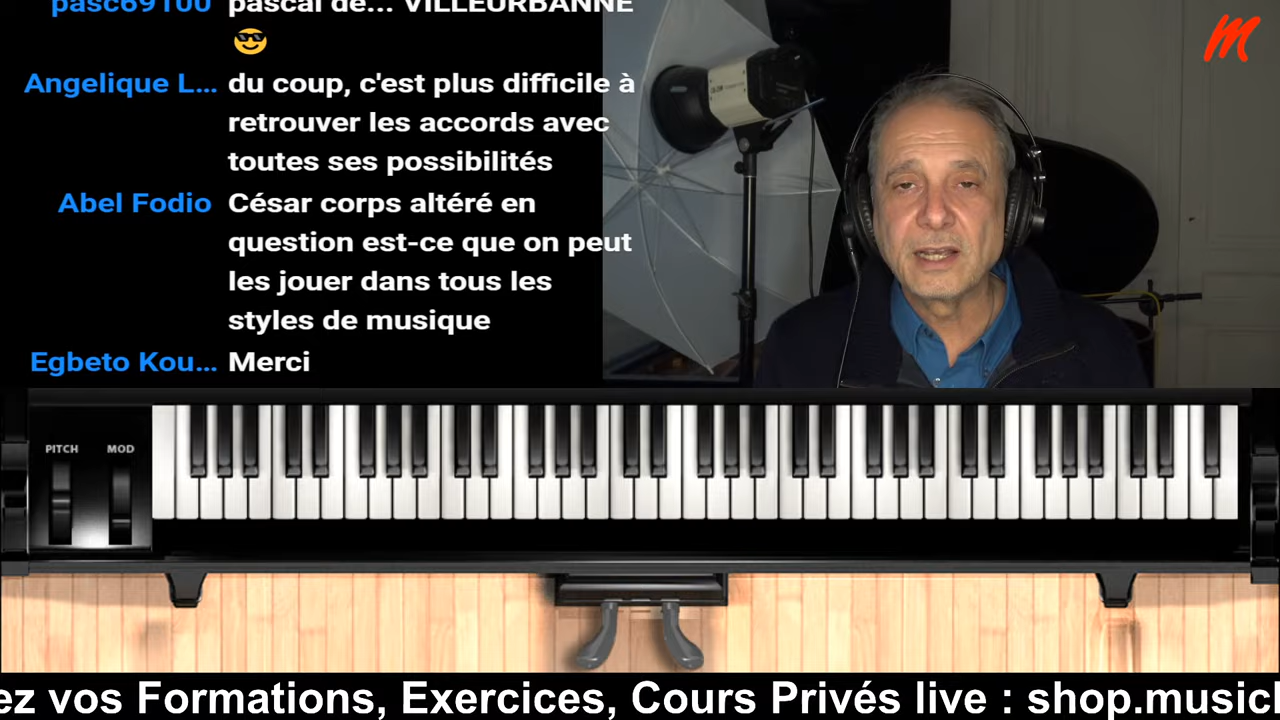 pasc69100 pascal de... VILLEURBANNE
😎
Angelique L... du coup, c'est plus difficile à
retrouver les accords avec
toutes ses possibilités
Abel Fodio César corps altéré en
question est-ce que on peut
les jouer dans tous les
styles de musique
Egbeto Kou... Merci
M
PITCH MOD
ez vos Formations, Exercices, Cours Privés live : shop.musicl